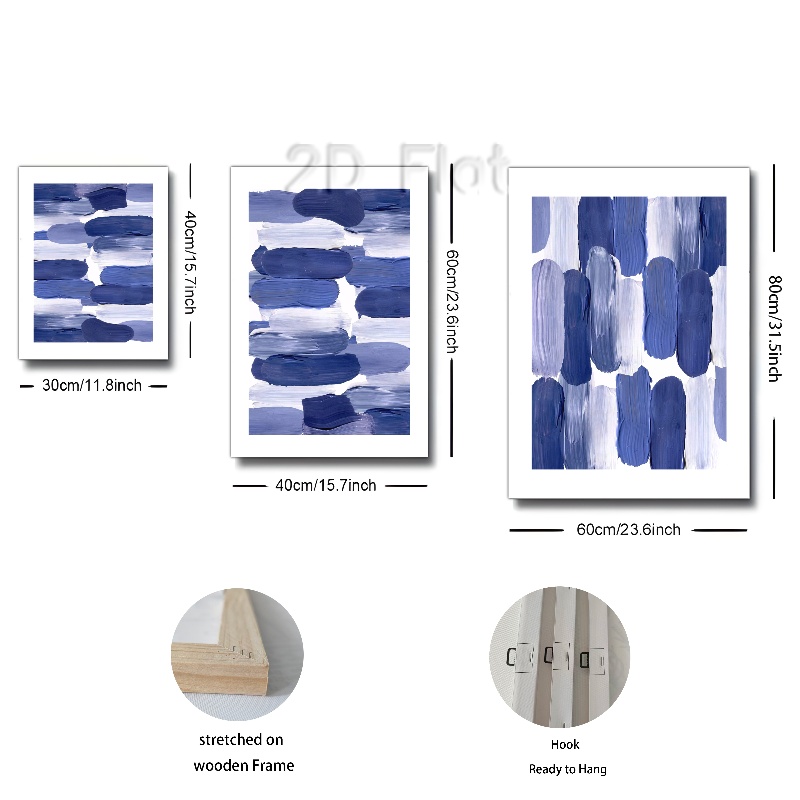 2D Flat
40cm/15.7inch
60cm/23.6inch
80cm/31.5inch
30cm/11.8inch
40cm/15.7inch
60cm/23.6inch
stretched on
wooden Frame
Hook
Ready to Hang